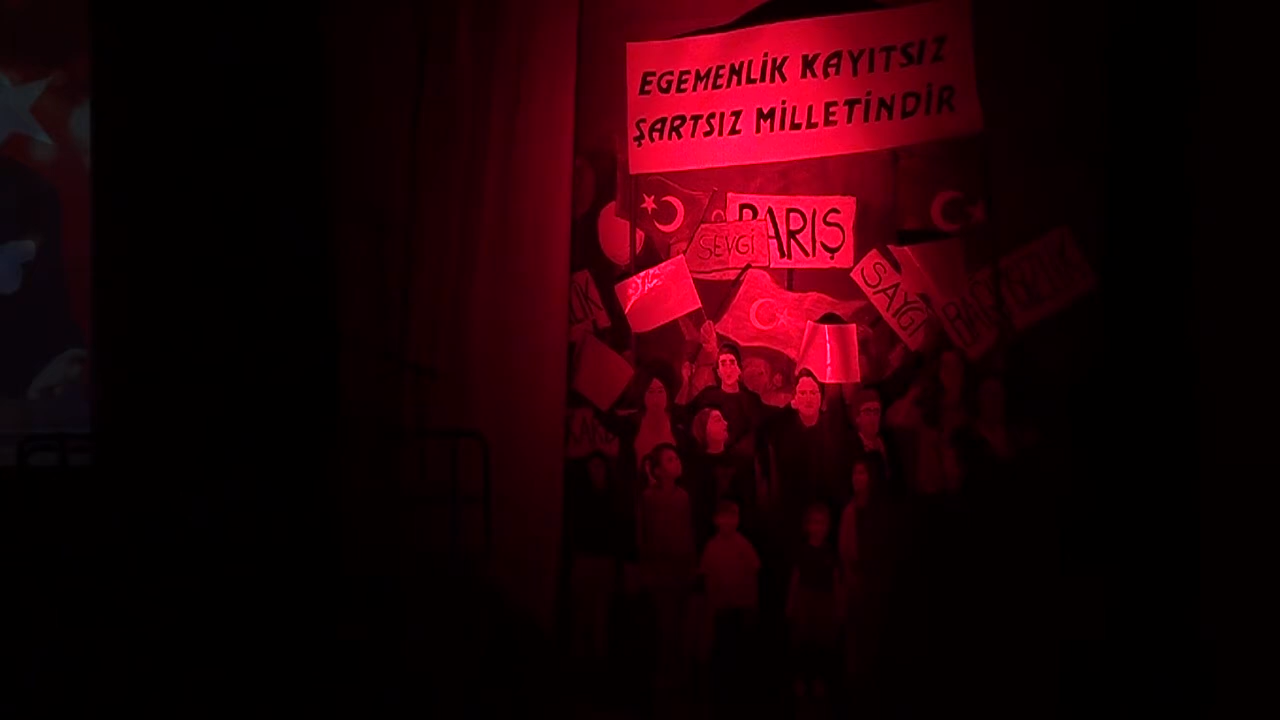 EGEMENLİK KAYITSIZ
ŞARTSIZ MİLLETİNDİR
BARIŞ
SEVGİ
SAYGI